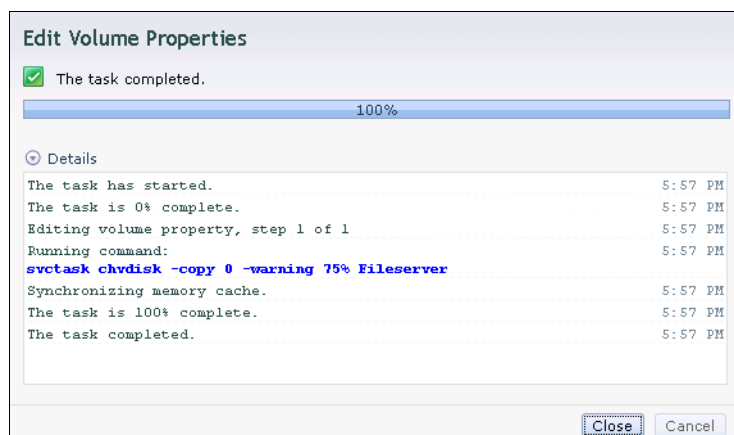 Edit Volume Properties
The task completed.
100%
Details
The task has started. 5:57 PM
The task is 0% complete. 5:57 PM
Editing volume property, step 1 of 1 5:57 PM
Running command: 5:57 PM
svctask chvdisk -copy 0 -warning 75% Fileserver
Synchronizing memory cache. 5:57 PM
The task is 100% complete. 5:57 PM
The task completed. 5:57 PM
Close Cancel